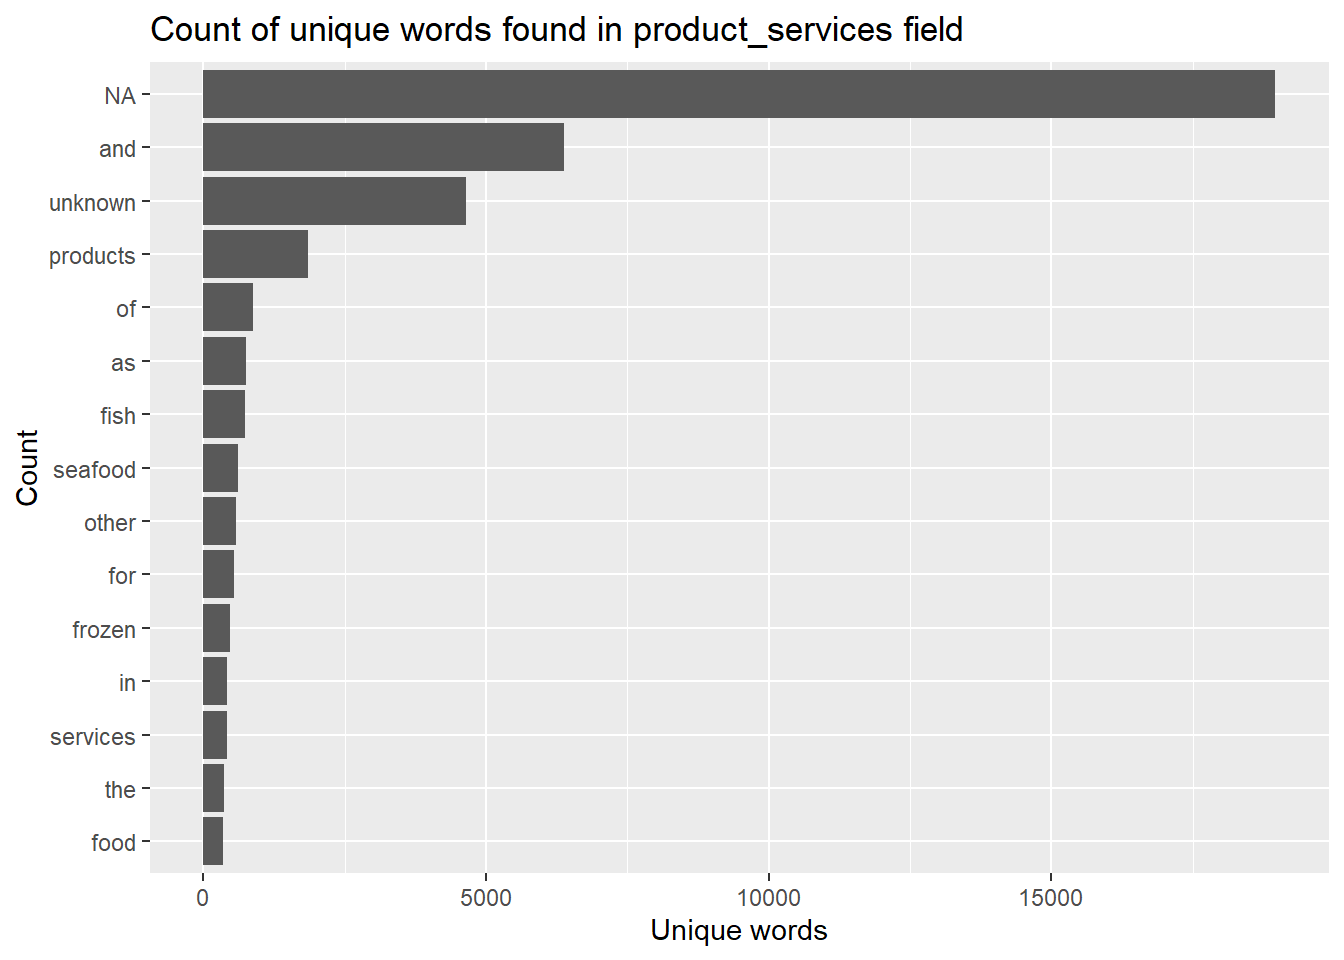 Count of unique words found in product_services field
NA
and
unknown
products
of
as
fish
seafood
other
for
frozen
in
services
the
food
Count
0 5000 10000 15000
Unique words